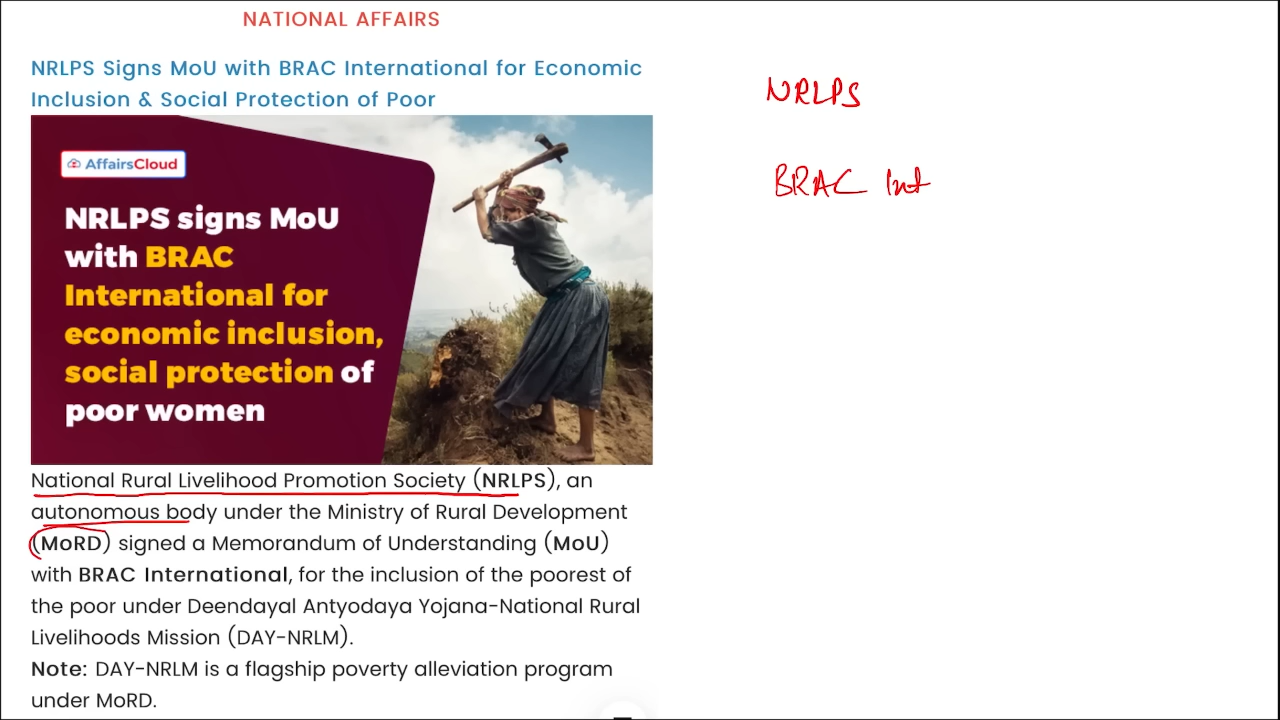 NATIONAL AFFAIRS
NRLPS Signs MoU with BRAC International for Economic
Inclusion & Social Protection of Poor
AffairsCloud
NRLPS signs MoU
with BRAC
International for
economic inclusion,
social protection of
poor women
National Rural Livelihood Promotion Society (NRLPS), an
autonomous body under the Ministry of Rural Development
(MoRD) signed a Memorandum of Understanding (MoU)
with BRAC International, for the inclusion of the poorest of
the poor under Deendayal Antyodaya Yojana-National Rural
Livelihoods Mission (DAY-NRLM).
Note: DAY-NRLM is a flagship poverty alleviation program
under MoRD.
NRLPS
BRAC Int